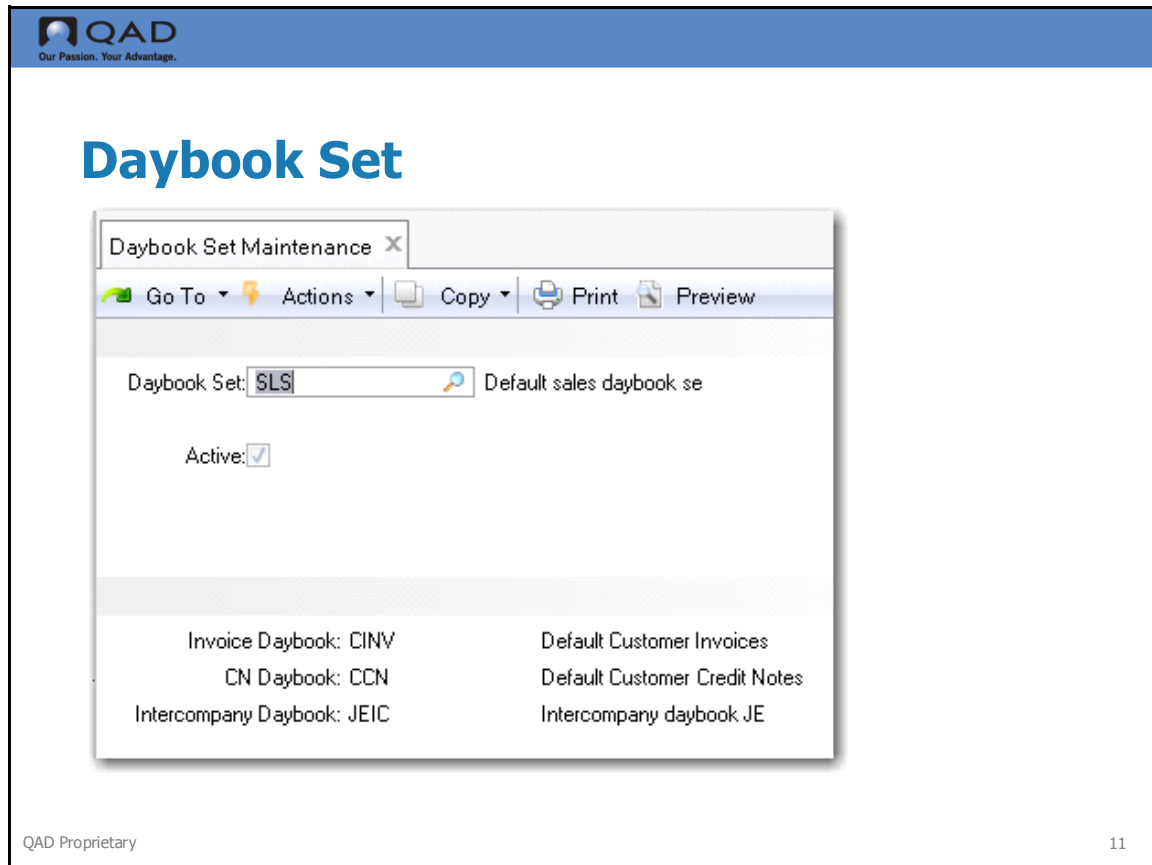 QAD
Our Passion. Your Advantage.
Daybook Set
Daybook Set Maintenance X
Go To Actions Copy Print Preview
Daybook Set: SLS Default sales daybook se
Active:
Invoice Daybook: CINV Default Customer Invoices
CN Daybook: CCN Default Customer Credit Notes
Intercompany Daybook: JEIC Intercompany daybook JE
QAD Proprietary 11